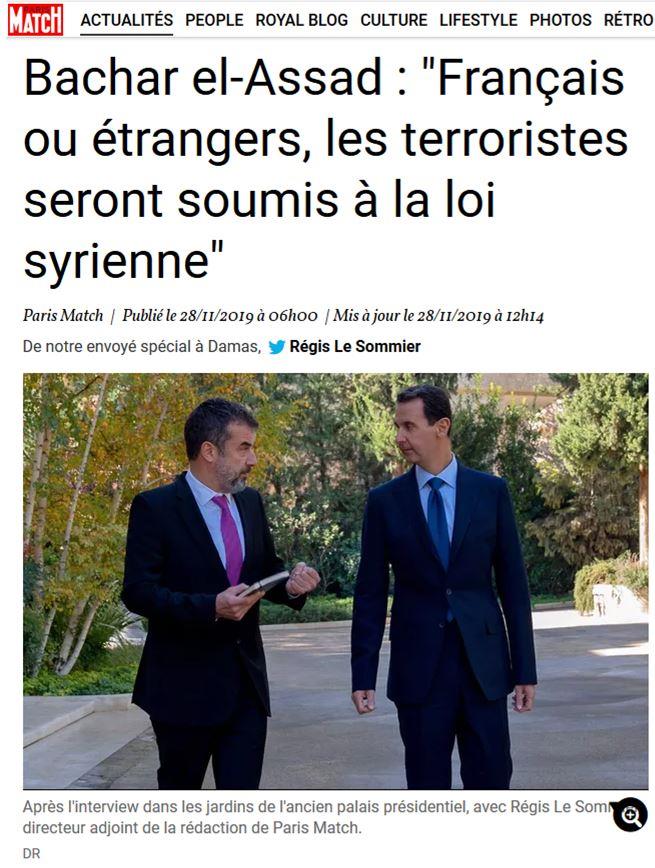 PARIS
MATCH
ACTUALITÉS PEOPLE ROYAL BLOG CULTURE LIFESTYLE PHOTOS RÉTRO
Bachar el-Assad : "Français
ou étrangers, les terroristes
seront soumis à la loi
syrienne"
Paris Match | Publié le 28/11/2019 à 06h00 | Mis à jour le 28/11/2019 à 12h14
De notre envoyé spécial à Damas, Régis Le Sommier
Après l'interview dans les jardins de l'ancien palais présidentiel, avec Régis Le
directeur adjoint de la rédaction de Paris Match.
DR